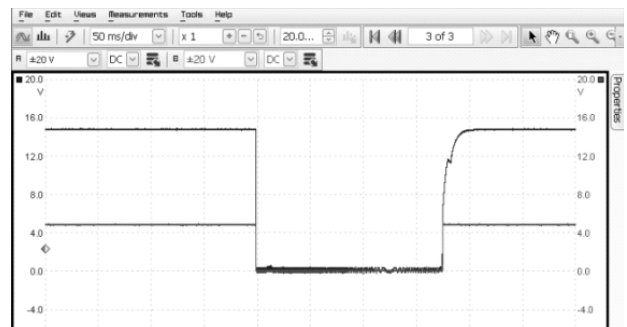 File Edit Views Measurements Tools Help
50 ms/div x 1 20.0... 3 of 3
A ±20 V DC B ±20 V DC
20.0 20.0
V V
16.0 16.0
12.0 12.0
8.0 8.0
4.0 4.0
0.0 0.0
-4.0 -4.0
Properties